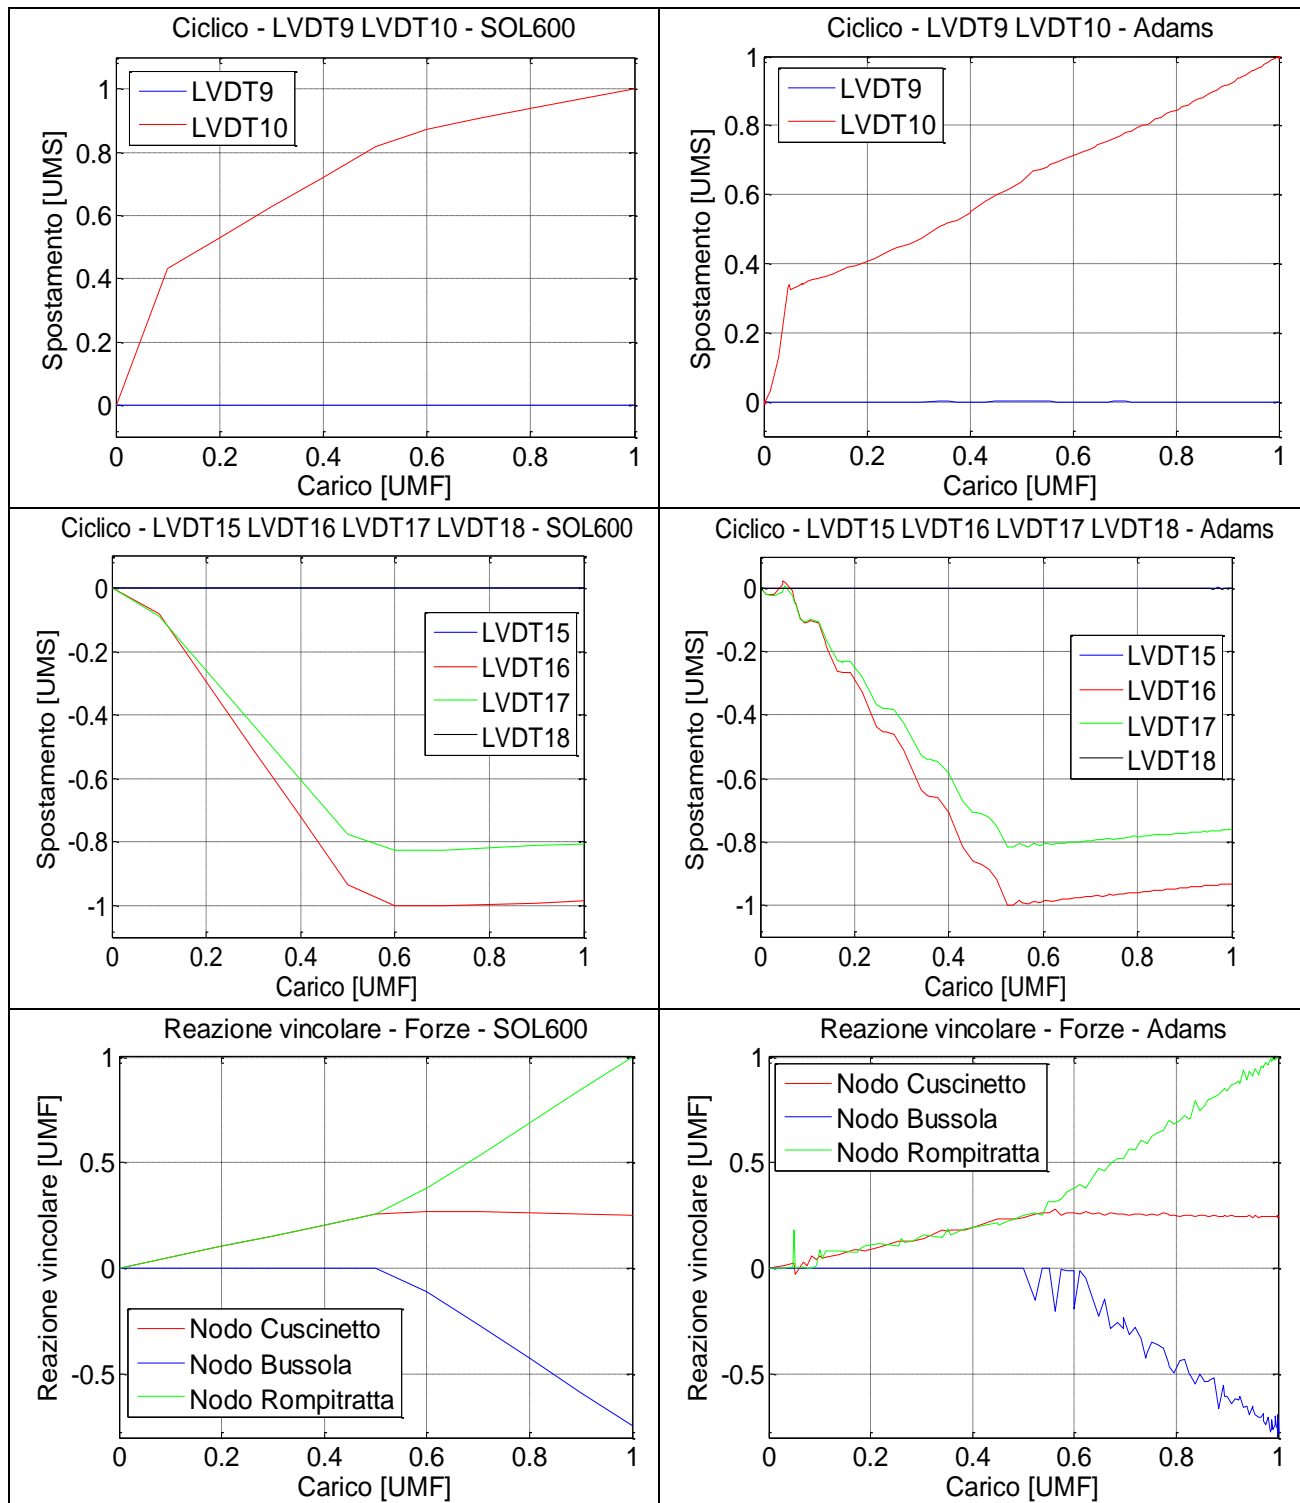 Ciclico - LVDT9 LVDT10 - SOL600
LVDT9
LVDT10
1
0.8
0.6
0.4
0.2
0
Spostamento [UMS]
0 0.2 0.4 0.6 0.8 1
Carico [UMF]
Ciclico - LVDT9 LVDT10 - Adams
LVDT9
LVDT10
1
0.8
0.6
0.4
0.2
0
Spostamento [UMS]
0 0.2 0.4 0.6 0.8 1
Carico [UMF]
Ciclico - LVDT15 LVDT16 LVDT17 LVDT18 - SOL600
LVDT15
LVDT16
LVDT17
LVDT18
0
-0.2
-0.4
-0.6
-0.8
-1
Spostamento [UMS]
0 0.2 0.4 0.6 0.8 1
Carico [UMF]
Ciclico - LVDT15 LVDT16 LVDT17 LVDT18 - Adams
LVDT15
LVDT16
LVDT17
LVDT18
0
-0.2
-0.4
-0.6
-0.8
-1
Spostamento [UMS]
0 0.2 0.4 0.6 0.8 1
Carico [UMF]
Reazione vincolare - Forze - SOL600
1
0.5
0
-0.5
Reazione vincolare [UMF]
Nodo Cuscinetto
Nodo Bussola
Nodo Rompitratta
0 0.2 0.4 0.6 0.8 1
Carico [UMF]
Reazione vincolare - Forze - Adams
Nodo Cuscinetto
Nodo Bussola
Nodo Rompitratta
1
0.5
0
-0.5
Reazione vincolare [UMF]
0 0.2 0.4 0.6 0.8 1
Carico [UMF]